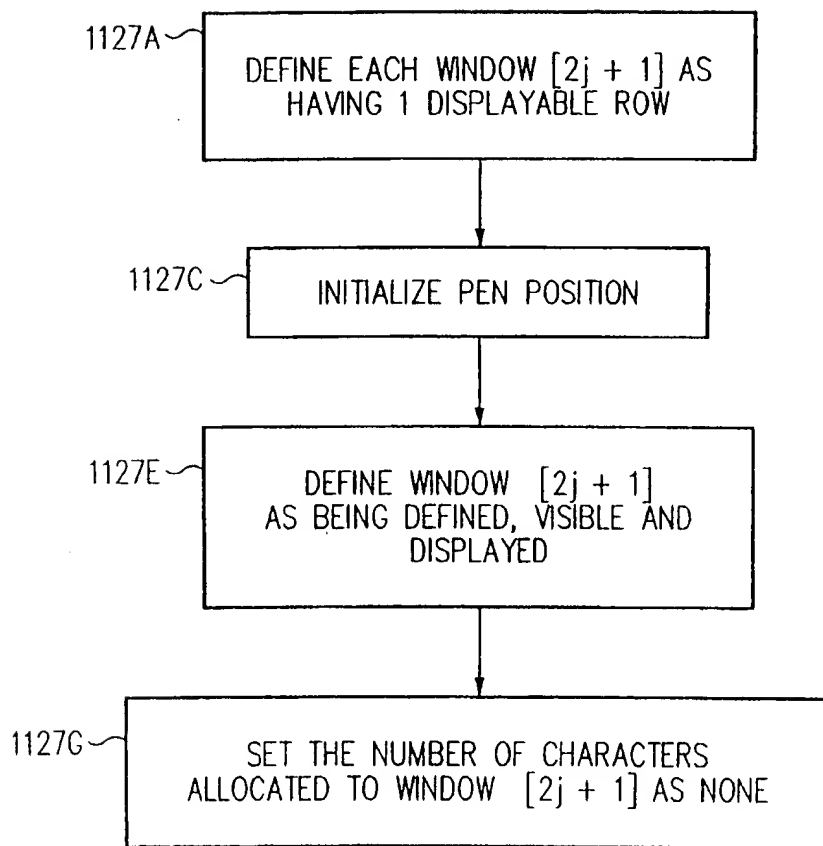 1127A
DEFINE EACH WINDOW [2j + 1] AS
HAVING 1 DISPLAYABLE ROW
1127C
INITIALIZE PEN POSITION
1127E
DEFINE WINDOW [2j + 1]
AS BEING DEFINED, VISIBLE AND
DISPLAYED
1127G
SET THE NUMBER OF CHARACTERS
ALLOCATED TO WINDOW [2j + 1] AS NONE